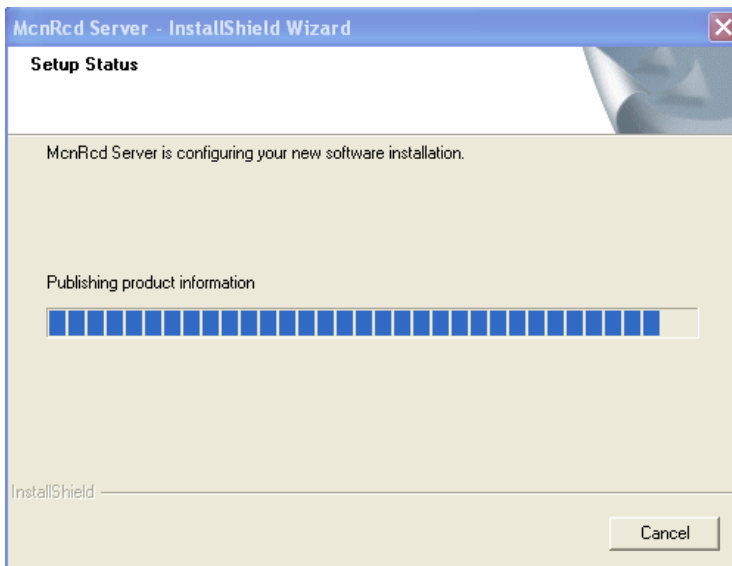 McnRcd Server - InstallShield Wizard
Setup Status
McnRcd Server is configuring your new software installation.
Publishing product information
InstallShield
Cancel